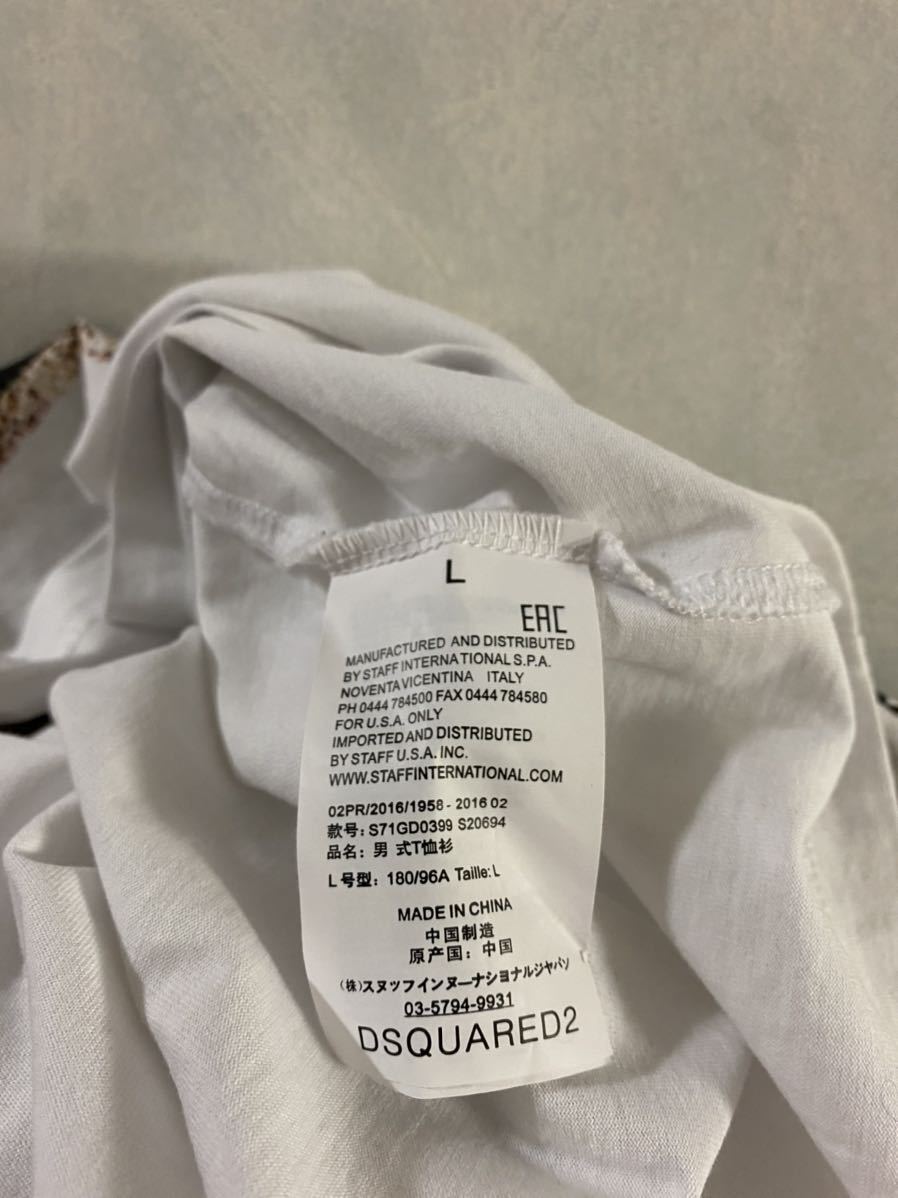 L
EAC
MANUFACTURED AND DISTRIBUTED
BY STAFF INTERNATIONAL S.P.A.
NOVENTA VICENTINA ITALY
PH 0444 784500 FAX 0444 784580
FOR U.S.A. ONLY
IMPORTED AND DISTRIBUTED
BY STAFF U.S.A. INC.
WWW.STAFFINTERNATIONAL.COM
02PR/2016/1958 - 2016 02
款号: S71GD0399 S20694
品名: 男 式T恤衫
L 号型: 180/96A Taille: L
MADE IN CHINA
中国制造
原产国: 中国
(株)スヌッフインヌーナショナルジャパソ
03-5794-9931
DSQUARED2